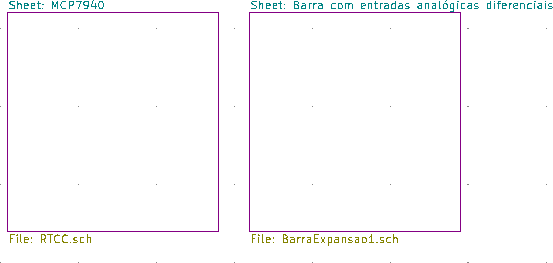 Sheet: MCP7940
Sheet: Barra com entradas analógicas diferenciais
File: RTCC.sch
File: BarraExpansao1.sch